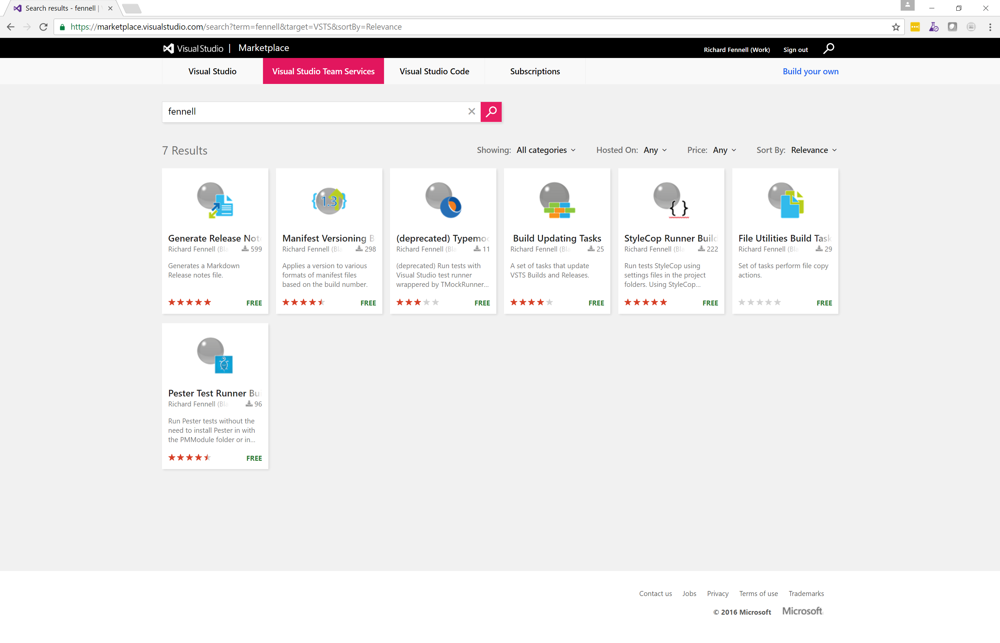 Search results - fennell |
https://marketplace.visualstudio.com/search?term=fennell&target=VSTS&sortBy=Relevance
Visual Studio | Marketplace
Richard Fennell (Work) Sign out
Visual Studio Visual Studio Team Services Visual Studio Code Subscriptions Build your own
fennell
7 Results Showing: All categories Hosted On: Any Price: Any Sort By: Relevance
1.3
{ }
Generate Release Not
Richard Fennell (Bla 599
Generates a Markdown
Release notes file.
FREE
Manifest Versioning B
Richard Fennell (Bla 298
Applies a version to various
formats of manifest files
based on the build number.
FREE
(deprecated) Typemoc
Richard Fennell (Bla 11
(deprecated) Run tests with
Visual Studio test runner
wrappered by TMockRunner...
FREE
Build Updating Tasks
Richard Fennell (Bla 25
A set of tasks that update
VSTS Builds and Releases.
FREE
StyleCop Runner Build
Richard Fennell (Bla 222
Run tests StyleCop using
settings files in the project
folders. Using StyleCop...
FREE
File Utilities Build Task
Richard Fennell (Bla 29
Set of tasks perform file copy
actions.
FREE
Pester Test Runner Bui
Richard Fennell (Bla 96
Run Pester tests without the
need to install Pester in with
the PMModule folder or in...
FREE
Contact us Jobs Privacy Terms of use Trademarks
© 2016 Microsoft Microsoft